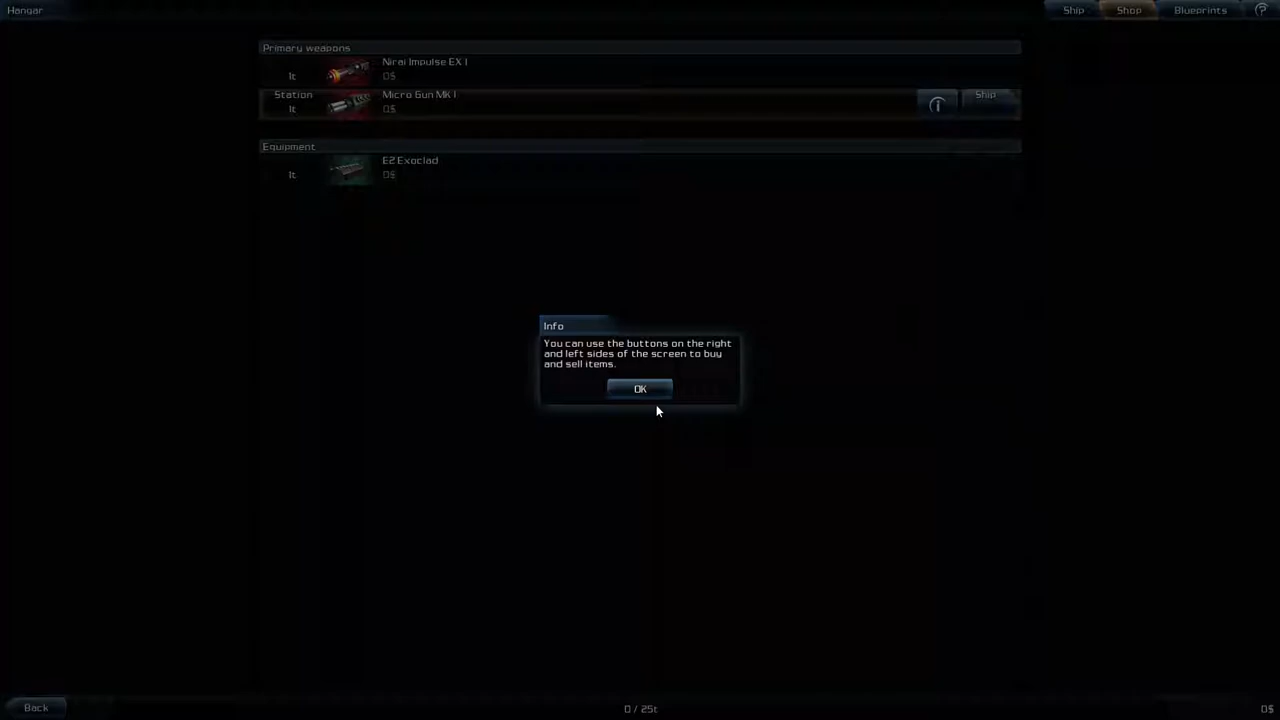 Hangar
Ship
Shop
Blueprints
?
Primary weapons
Nirai Impulse EX 1
1t
0$
Station
Micro Gun MK I
Ship
1t
0$
i
Equipment
E2 Exoclad
1t
0$
Info
You can use the buttons on the right
and left sides of the screen to buy
and sell items.
OK
Back
0 / 25t
0$